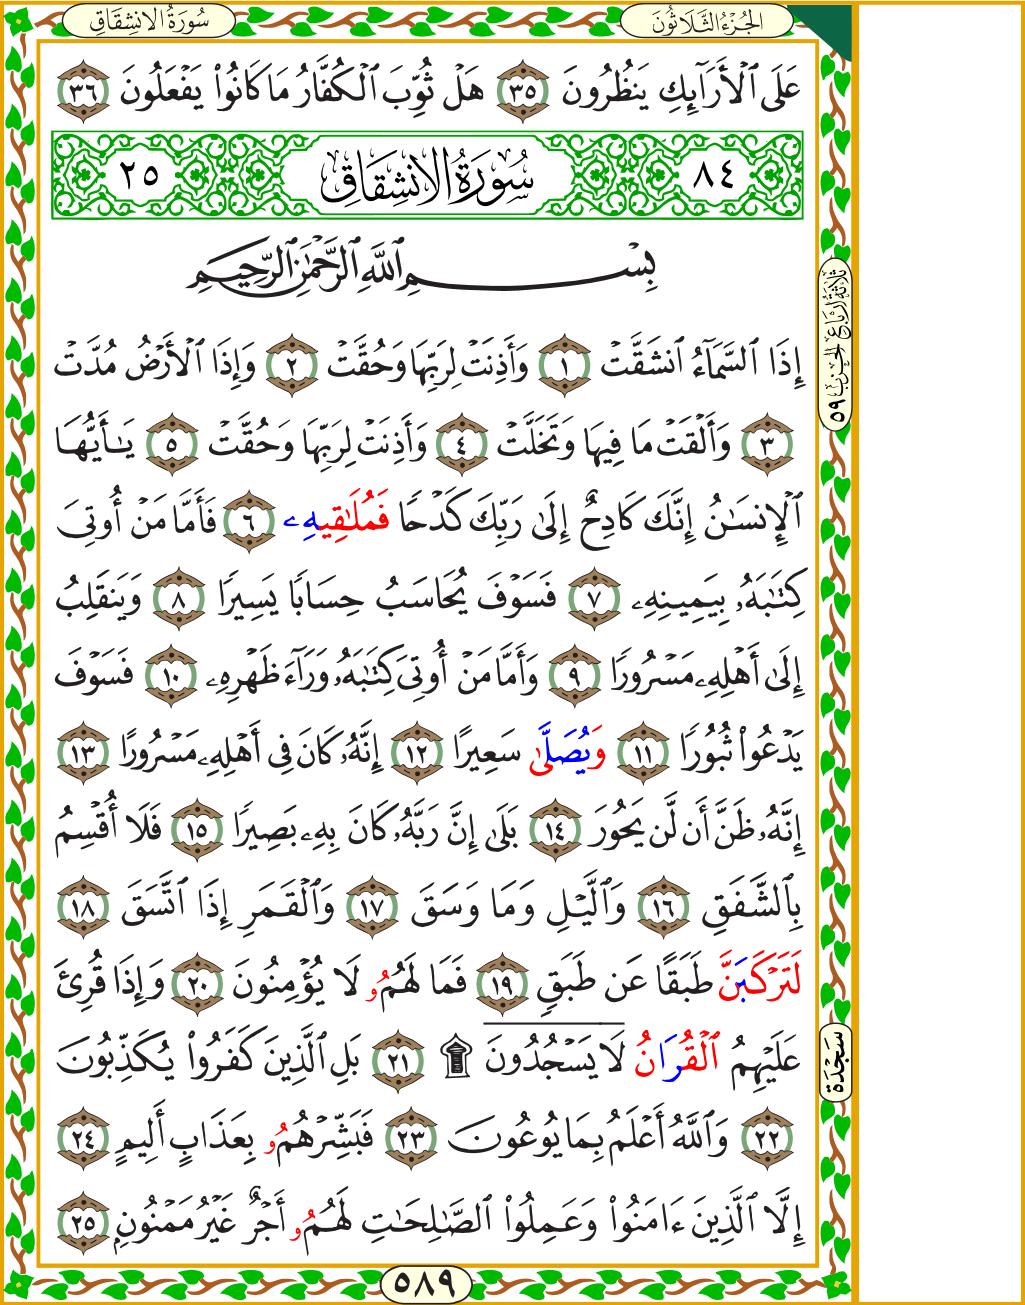 الجُزْءُ الثَّلَاثُونَ
سُورَةُ الانشِقَاقِ
عَلَى ٱلْأَرَآئِكِ يَنظُرُونَ ٣٥ هَلْ ثُوِّبَ ٱلْكُفَّارُ مَا كَانُوا۟ يَفْعَلُونَ ٣٦
٨٤ سُورَةُ الانشِقَاقِ ٢٥
بِسْمِ ٱللَّهِ ٱلرَّحْمَٰنِ ٱلرَّحِيمِ
إِذَا ٱلسَّمَآءُ ٱنشَقَّتْ ١ وَأَذِنَتْ لِرَبِّهَا وَحُقَّتْ ٢ وَإِذَا ٱلْأَرْضُ مُدَّتْ
٣ وَأَلْقَتْ مَا فِيهَا وَتَخَلَّتْ ٤ وَأَذِنَتْ لِرَبِّهَا وَحُقَّتْ ٥ يَٰٓأَيُّهَا
ٱلْإِنسَٰنُ إِنَّكَ كَادِحٌ إِلَىٰ رَبِّكَ كَدْحًا فَمُلَٰقِيهِۦ ٦ فَأَمَّا مَنْ أُوتِىَ
كِتَٰبَهُۥ بِيَمِينِهِۦ ٧ فَسَوْفَ يُحَاسَبُ حِسَابًا يَسِيرًا ٨ وَيَنقَلِبُ
إِلَىٰٓ أَهْلِهِۦ مَسْرُورًا ٩ وَأَمَّا مَنْ أُوتِىَ كِتَٰبَهُۥ وَرَآءَ ظَهْرِهِۦ ١٠ فَسَوْفَ
يَدْعُوا۟ ثُبُورًا ١١ وَيُصَلَّىٰ سَعِيرًا ١٢ إِنَّهُۥ كَانَ فِىٓ أَهْلِهِۦ مَسْرُورًا ١٣
إِنَّهُۥ ظَنَّ أَن لَّن يَحُورَ ١٤ بَلَىٰٓ إِنَّ رَبَّهُۥ كَانَ بِهِۦ بَصِيرًا ١٥ فَلَآ أُقْسِمُ
بِٱلشَّفَقِ ١٦ وَٱلَّيْلِ وَمَا وَسَقَ ١٧ وَٱلْقَمَرِ إِذَا ٱتَّسَقَ ١٨
لَتَرْكَبَنَّ طَبَقًا عَن طَبَقٍ ١٩ فَمَا لَهُمُۥ لَا يُؤْمِنُونَ ٢٠ وَإِذَا قُرِئَ
عَلَيْهِمُ ٱلْقُرَانُ لَا يَسْجُدُونَ ۩ ٢١ بَلِ ٱلَّذِينَ كَفَرُوا۟ يُكَذِّبُونَ
٢٢ وَٱللَّهُ أَعْلَمُ بِمَا يُوعُونَ ٢٣ فَبَشِّرْهُمُۥ بِعَذَابٍ أَلِيمٍ ٢٤
إِلَّا ٱلَّذِينَ ءَامَنُوا۟ وَعَمِلُوا۟ ٱلصَّٰلِحَٰتِ لَهُمُۥٓ أَجْرٌ غَيْرُ مَمْنُونٍۭ ٢٥
ثلاثة ارباع الحزب ٥٩
سَجْدَة
٥٨٩